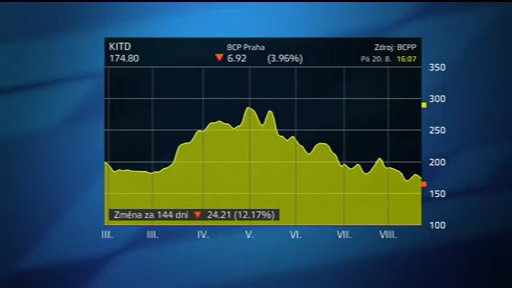 KITD BCP Praha Zdroj: BCPP
174.80 ▼ 6.92 (3.96%) Pá 20. 8. 16:07
350
300
250
200
150
100
Změna za 144 dní ▼ 24.21 (12.17%)
III. III. IV. V. VI. VII. VIII.